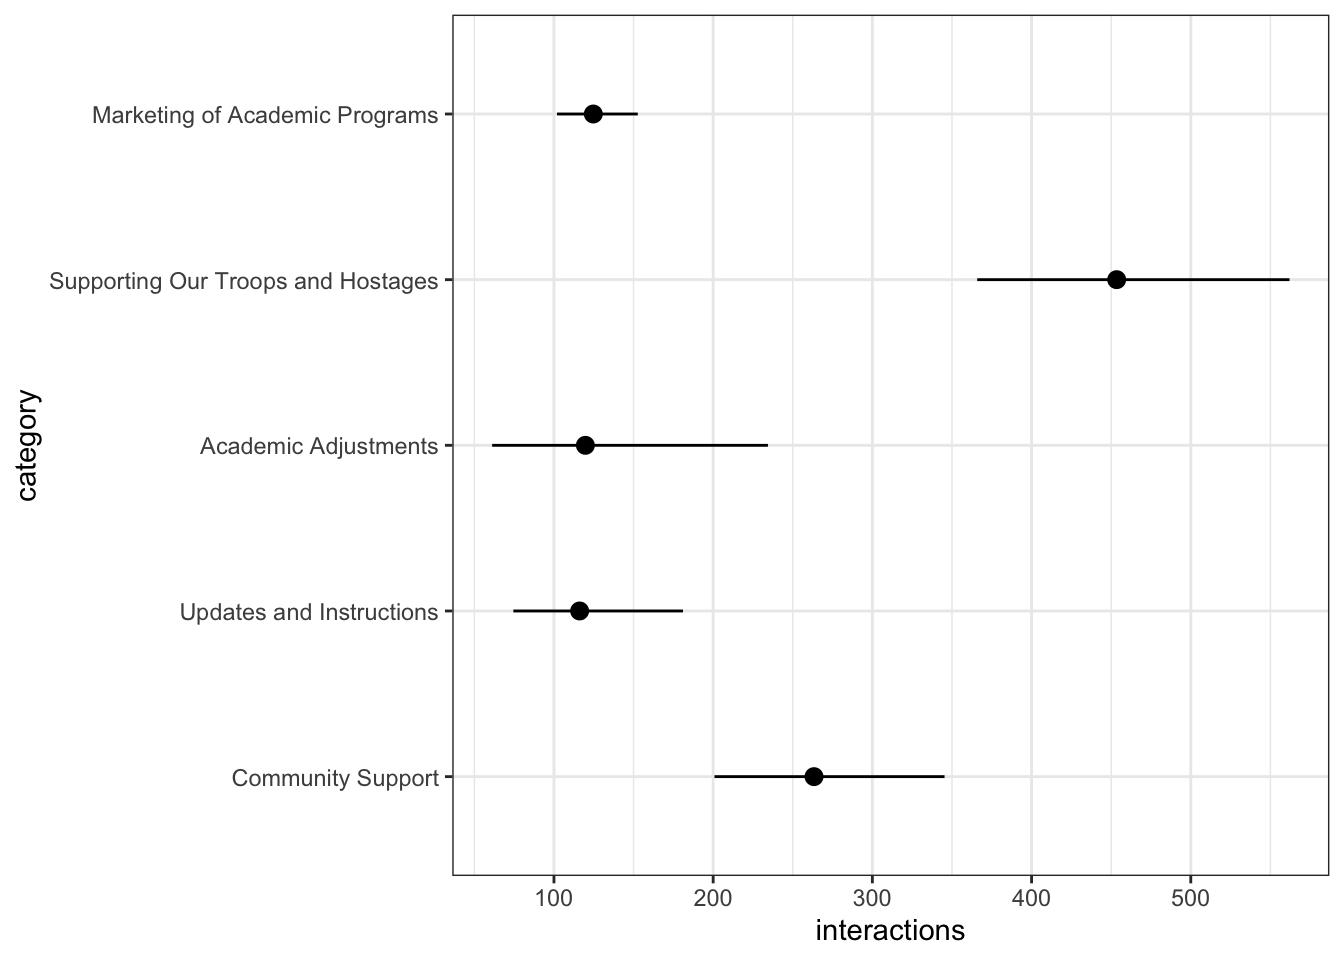 Marketing of Academic Programs
Supporting Our Troops and Hostages
Academic Adjustments
Updates and Instructions
Community Support
category
100 200 300 400 500
interactions